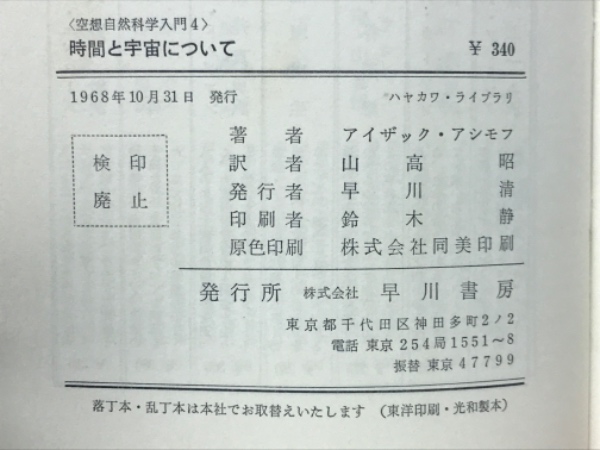 〈空想自然科学入門4〉
時間と宇宙について ¥ 340
1968年10月31日 発行 ハヤカワ・ライブラリ
検印
廃止
著者 アイザック・アシモフ
訳者 山高昭
発行者 早川清
印刷者 鈴木静
原色印刷 株式会社同美印刷
発行所 株式会社 早川書房
東京都千代田区神田多町2ノ2
電話 東京 254局1551〜8
振替 東京 47799
落丁本・乱丁本は本社でお取替えいたします (東洋印刷・光和製本)